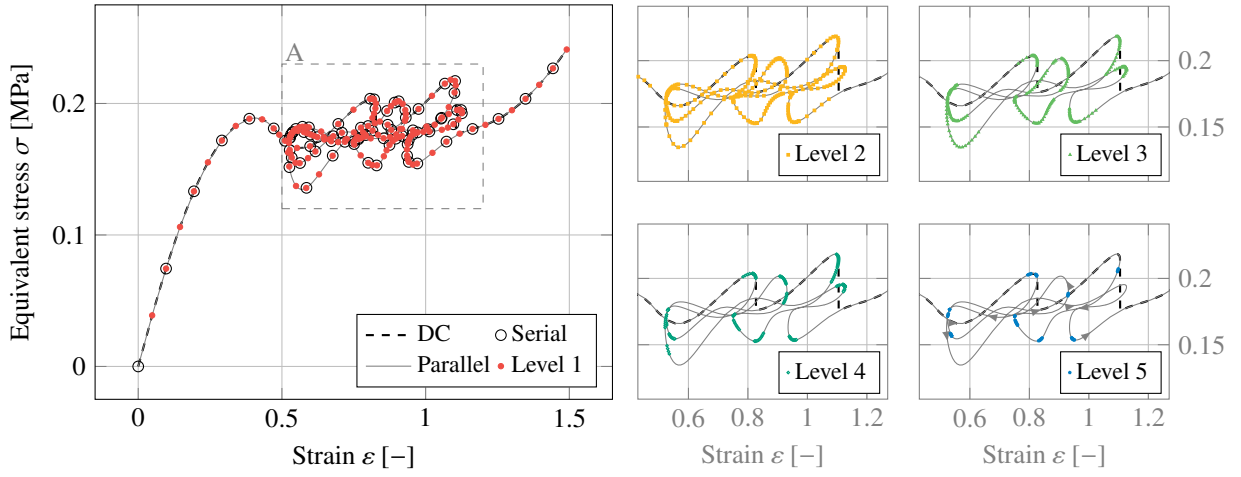 Equivalent stress σ [MPa]
0.2
0.1
0
A
DC
Serial
Parallel
Level 1
0
0.5
1
1.5
Strain ε [−]
Level 2
Level 3
0.2
0.15
Level 4
Level 5
0.2
0.15
0.6
0.8
1
1.2
0.6
0.8
1
1.2
Strain ε [−]
Strain ε [−]